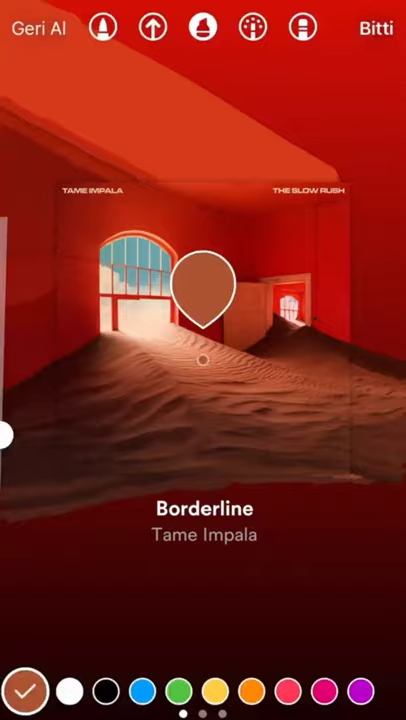 Geri Al
Bitti
TAME IMPALA
THE SLOW RUSH
Borderline
Tame Impala